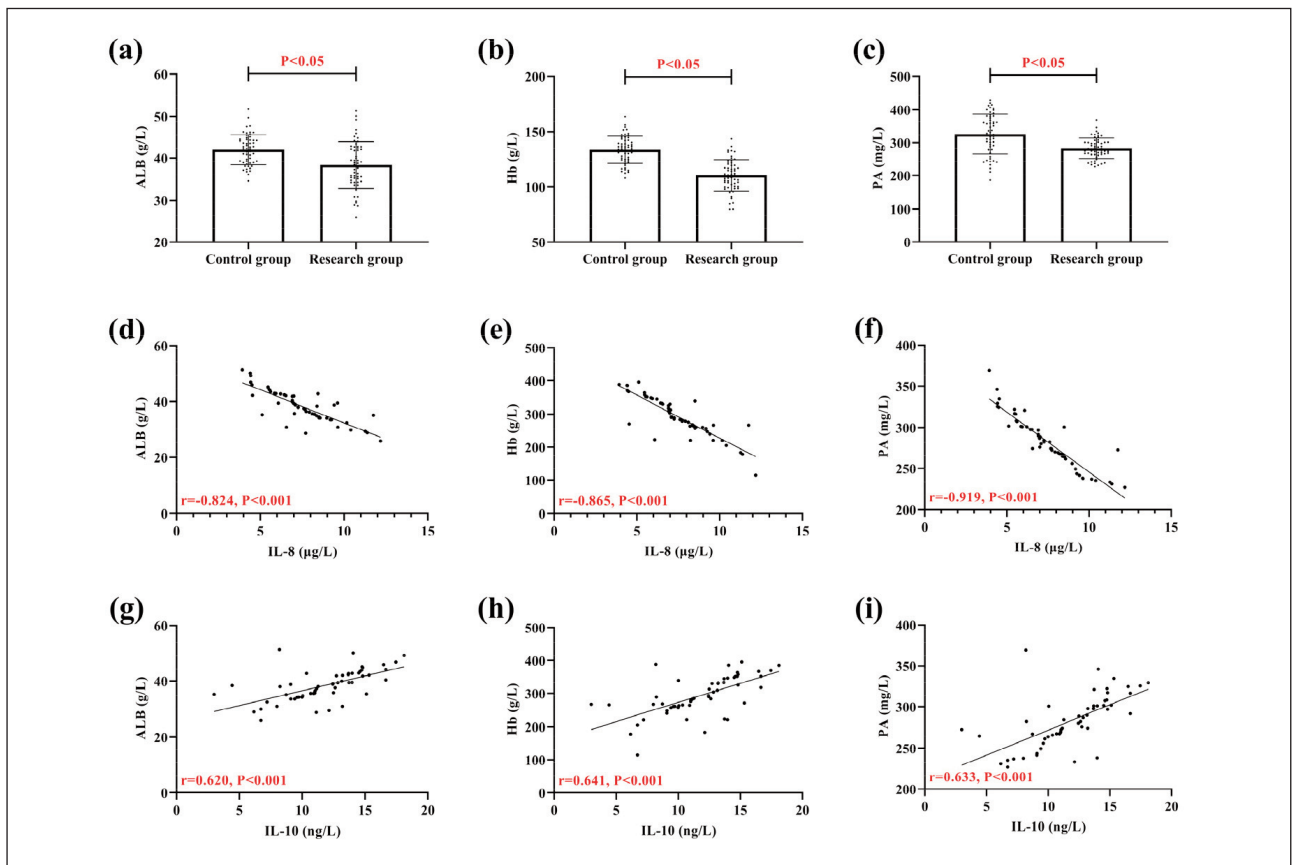 (a)
P<0.05
60
50
40
30
20
ALB (g/L)
Control group Research group
(b)
P<0.05
200
150
100
50
Hb (g/L)
Control group Research group
(c)
P<0.05
500
400
300
200
100
0
PA (mg/L)
Control group Research group
(d)
60
40
20
0
ALB (g/L)
r=-0.824, P<0.001
0 5 10 15
IL-8 (μg/L)
(e)
500
400
300
200
100
0
Hb (g/L)
r=-0.865, P<0.001
0 5 10 15
IL-8 (μg/L)
(f)
400
350
300
250
200
PA (mg/L)
r=-0.919, P<0.001
0 5 10 15
IL-8 (μg/L)
(g)
60
40
20
0
ALB (g/L)
r=0.620, P<0.001
0 5 10 15 20
IL-10 (ng/L)
(h)
500
400
300
200
100
0
Hb (g/L)
r=0.641, P<0.001
0 5 10 15 20
IL-10 (ng/L)
(i)
400
350
300
250
200
PA (mg/L)
r=0.633, P<0.001
0 5 10 15 20
IL-10 (ng/L)